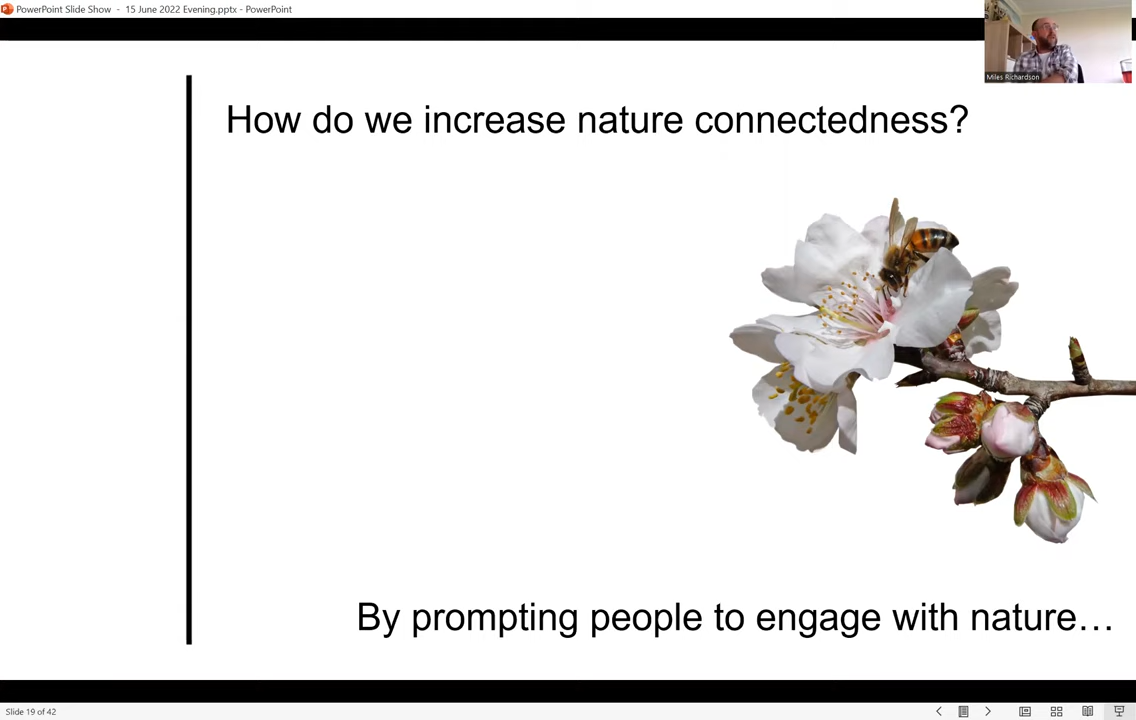 PowerPoint Slide Show - 15 June 2022 Evening.pptx - PowerPoint
Miles Richardson
How do we increase nature connectedness?
By prompting people to engage with nature…
Slide 19 of 42